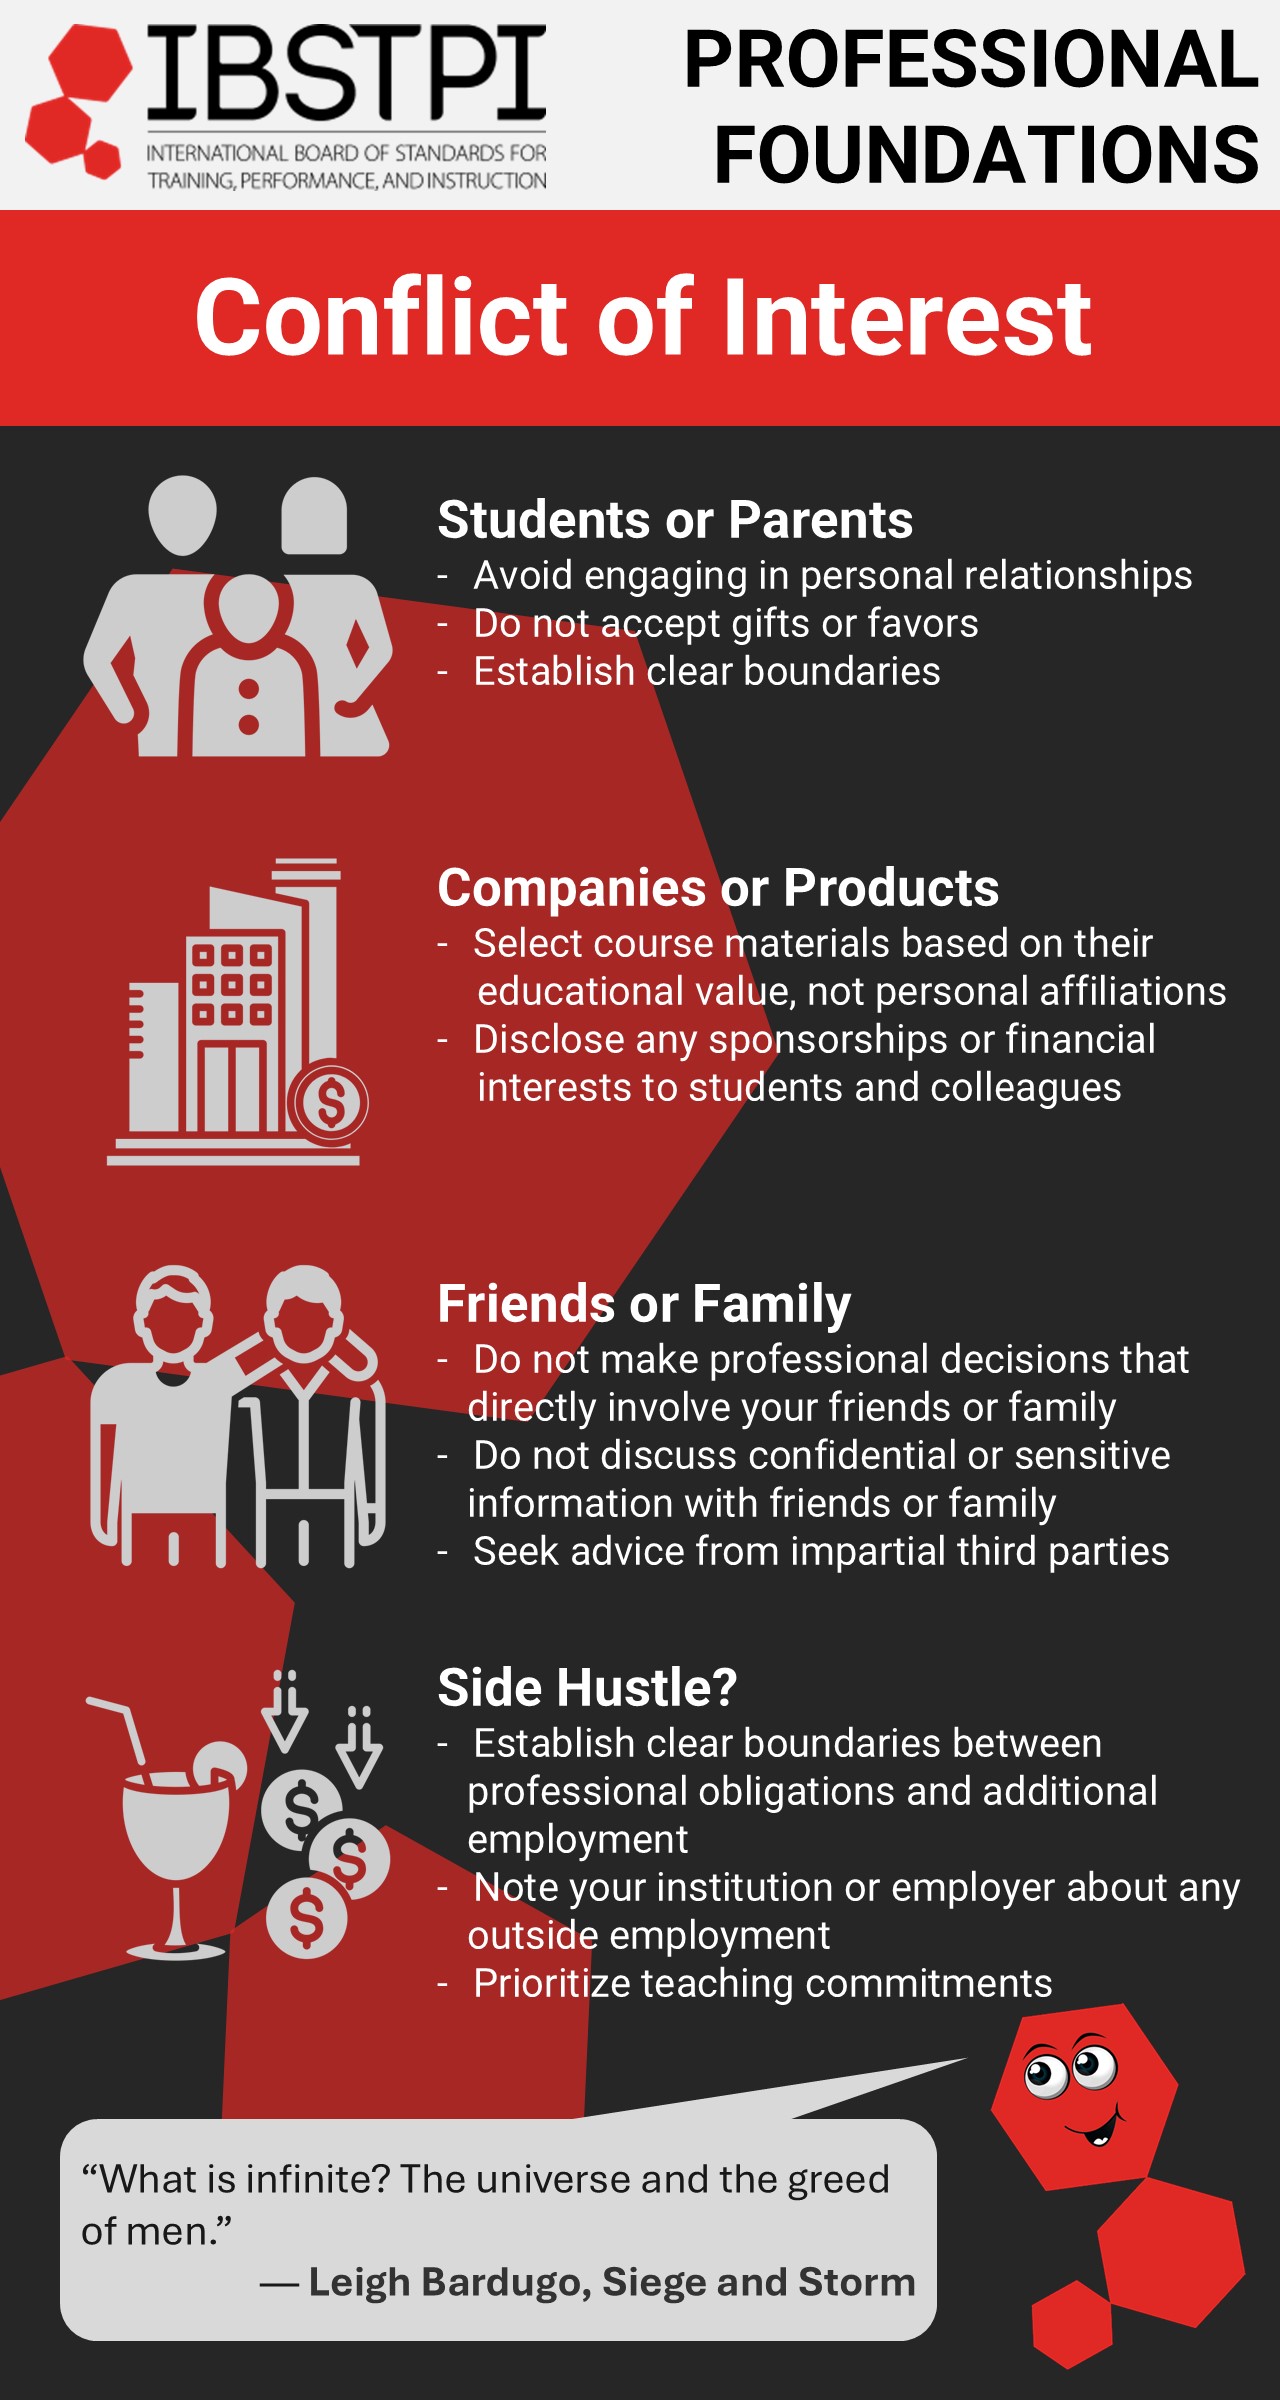 IBSTPI
INTERNATIONAL BOARD OF STANDARDS FOR
TRAINING, PERFORMANCE, AND INSTRUCTION
PROFESSIONAL
FOUNDATIONS
Conflict of Interest
Students or Parents
- Avoid engaging in personal relationships
- Do not accept gifts or favors
- Establish clear boundaries
Companies or Products
- Select course materials based on their
educational value, not personal affiliations
- Disclose any sponsorships or financial
interests to students and colleagues
$
Friends or Family
- Do not make professional decisions that
directly involve your friends or family
- Do not discuss confidential or sensitive
information with friends or family
- Seek advice from impartial third parties
Side Hustle?
- Establish clear boundaries between
professional obligations and additional
employment
- Note your institution or employer about any
outside employment
- Prioritize teaching commitments
$
$
$
“What is infinite? The universe and the greed
of men.”
— Leigh Bardugo, Siege and Storm